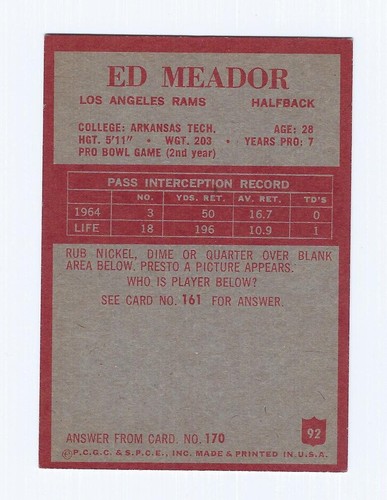 ED MEADOR
LOS ANGELES RAMS HALFBACK
COLLEGE: ARKANSAS TECH. AGE: 28
HGT. 5'11" • WGT. 203 • YEARS PRO: 7
PRO BOWL GAME (2nd year)
PASS INTERCEPTION RECORD
NO. YDS. RET. AV. RET. TD'S
1964 3 50 16.7 0
LIFE 18 196 10.9 1
RUB NICKEL, DIME OR QUARTER OVER BLANK
AREA BELOW. PRESTO A PICTURE APPEARS.
WHO IS PLAYER BELOW?
SEE CARD NO. 161 FOR ANSWER.
92
ANSWER FROM CARD. NO. 170
©P.C.G.C. & S.P.C.E., INC. MADE & PRINTED IN U.S.A.